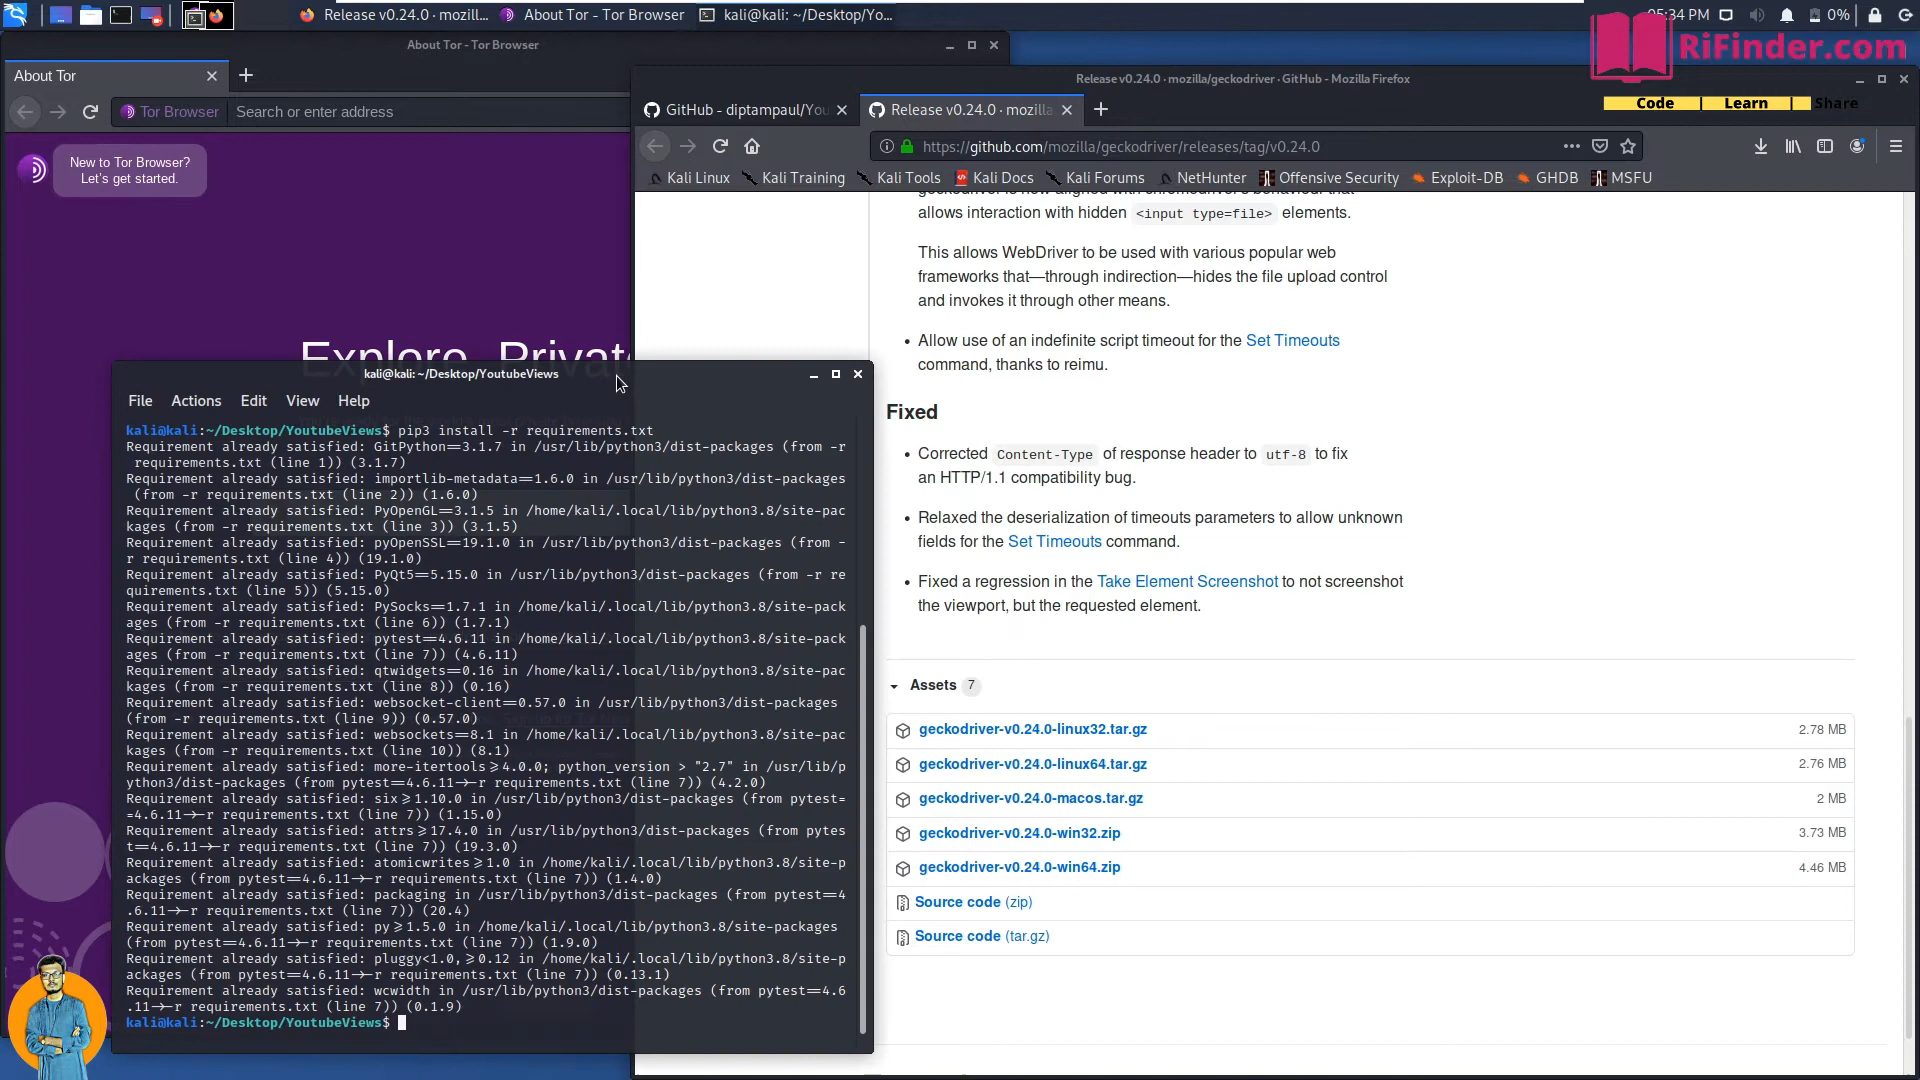 Release v0.24.0 · mozill...
About Tor - Tor Browser
kali@kali: ~/Desktop/Yo...
05:34 PM
0%
RiFinder.com
Code | Learn | Share
About Tor - Tor Browser
About Tor
Tor Browser
Search or enter address
New to Tor Browser?
Let's get started.
Explore. Privat
Release v0.24.0 · mozilla/geckodriver · GitHub - Mozilla Firefox
GitHub - diptampaul/You
Release v0.24.0 · mozilla
https://github.com/mozilla/geckodriver/releases/tag/v0.24.0
Kali Linux
Kali Training
Kali Tools
Kali Docs
Kali Forums
NetHunter
Offensive Security
Exploit-DB
GHDB
MSFU
geckodriver is now aligned with chromedriver's behaviour that
allows interaction with hidden <input type=file> elements.
This allows WebDriver to be used with various popular web
frameworks that—through indirection—hides the file upload control
and invokes it through other means.
• Allow use of an indefinite script timeout for the Set Timeouts
command, thanks to reimu.
Fixed
• Corrected Content-Type of response header to utf-8 to fix
an HTTP/1.1 compatibility bug.
• Relaxed the deserialization of timeouts parameters to allow unknown
fields for the Set Timeouts command.
• Fixed a regression in the Take Element Screenshot to not screenshot
the viewport, but the requested element.
Assets 7
geckodriver-v0.24.0-linux32.tar.gz 2.78 MB
geckodriver-v0.24.0-linux64.tar.gz 2.76 MB
geckodriver-v0.24.0-macos.tar.gz 2 MB
geckodriver-v0.24.0-win32.zip 3.73 MB
geckodriver-v0.24.0-win64.zip 4.46 MB
Source code (zip)
Source code (tar.gz)
kali@kali: ~/Desktop/YoutubeViews
File Actions Edit View Help
kali@kali:~/Desktop/YoutubeViews$ pip3 install -r requirements.txt
Requirement already satisfied: GitPython==3.1.7 in /usr/lib/python3/dist-packages (from -r
requirements.txt (line 1)) (3.1.7)
Requirement already satisfied: importlib-metadata==1.6.0 in /usr/lib/python3/dist-packages
(from -r requirements.txt (line 2)) (1.6.0)
Requirement already satisfied: PyOpenGL==3.1.5 in /home/kali/.local/lib/python3.8/site-pac
kages (from -r requirements.txt (line 3)) (3.1.5)
Requirement already satisfied: pyOpenSSL==19.1.0 in /usr/lib/python3/dist-packages (from -
r requirements.txt (line 4)) (19.1.0)
Requirement already satisfied: PyQt5==5.15.0 in /usr/lib/python3/dist-packages (from -r re
quirements.txt (line 5)) (5.15.0)
Requirement already satisfied: PySocks==1.7.1 in /home/kali/.local/lib/python3.8/site-pack
ages (from -r requirements.txt (line 6)) (1.7.1)
Requirement already satisfied: pytest==4.6.11 in /home/kali/.local/lib/python3.8/site-pack
ages (from -r requirements.txt (line 7)) (4.6.11)
Requirement already satisfied: qtwidgets==0.16 in /home/kali/.local/lib/python3.8/site-pac
kages (from -r requirements.txt (line 8)) (0.16)
Requirement already satisfied: websocket-client==0.57.0 in /usr/lib/python3/dist-packages
(from -r requirements.txt (line 9)) (0.57.0)
Requirement already satisfied: websockets==8.1 in /home/kali/.local/lib/python3.8/site-pac
kages (from -r requirements.txt (line 10)) (8.1)
Requirement already satisfied: more-itertools>=4.0.0; python_version > "2.7" in /usr/lib/p
ython3/dist-packages (from pytest==4.6.11->-r requirements.txt (line 7)) (4.2.0)
Requirement already satisfied: six>=1.10.0 in /usr/lib/python3/dist-packages (from pytest=
=4.6.11->-r requirements.txt (line 7)) (1.15.0)
Requirement already satisfied: attrs>=17.4.0 in /usr/lib/python3/dist-packages (from pytes
t==4.6.11->-r requirements.txt (line 7)) (19.3.0)
Requirement already satisfied: atomicwrites>=1.0 in /home/kali/.local/lib/python3.8/site-p
ackages (from pytest==4.6.11->-r requirements.txt (line 7)) (1.4.0)
Requirement already satisfied: packaging in /usr/lib/python3/dist-packages (from pytest==4
.6.11->-r requirements.txt (line 7)) (20.4)
Requirement already satisfied: py>=1.5.0 in /home/kali/.local/lib/python3.8/site-packages
(from pytest==4.6.11->-r requirements.txt (line 7)) (1.9.0)
Requirement already satisfied: pluggy<1.0,>=0.12 in /home/kali/.local/lib/python3.8/site-p
ackages (from pytest==4.6.11->-r requirements.txt (line 7)) (0.13.1)
Requirement already satisfied: wcwidth in /usr/lib/python3/dist-packages (from pytest==4.6
.11->-r requirements.txt (line 7)) (0.1.9)
kali@kali:~/Desktop/YoutubeViews$